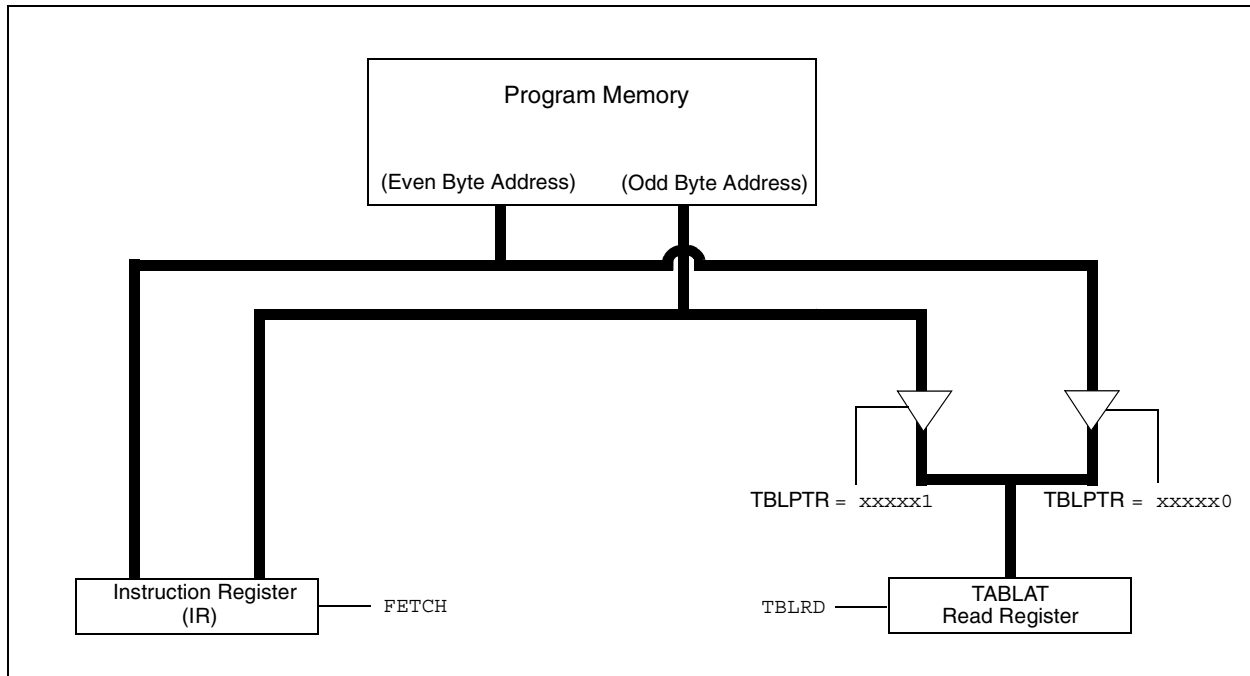 Program Memory
(Even Byte Address)
(Odd Byte Address)
TBLPTR = xxxxx1
TBLPTR = xxxxx0
Instruction Register
(IR)
FETCH
TBLRD
TABLAT
Read Register